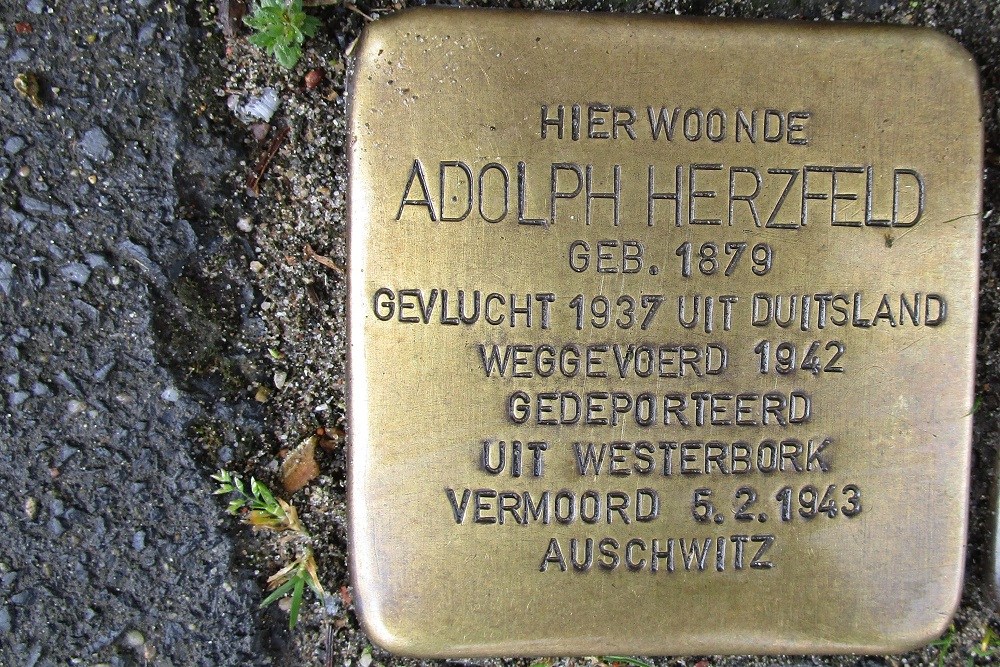 HIER WOONDE
ADOLPH HERZFELD
GEB. 1879
GEVLUCHT 1937 UIT DUITSLAND
WEGGEVOERD 1942
GEDEPORTEERD
UIT WESTERBORK
VERMOORD 5.2.1943
AUSCHWITZ